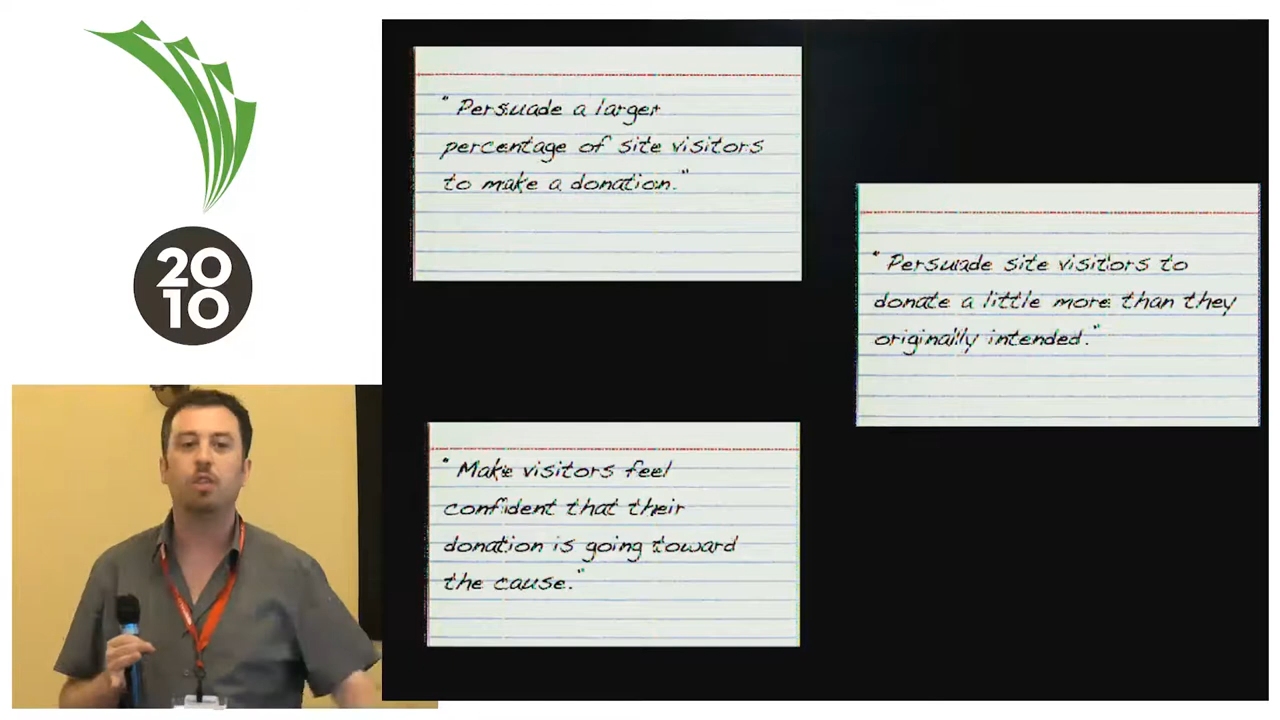 20
10
" Persuade a larger
percentage of site visitors
to make a donation."
" Persuade site visitors to
donate a little more than they
originally intended."
" Make visitors feel
confident that their
donation is going toward
the cause."